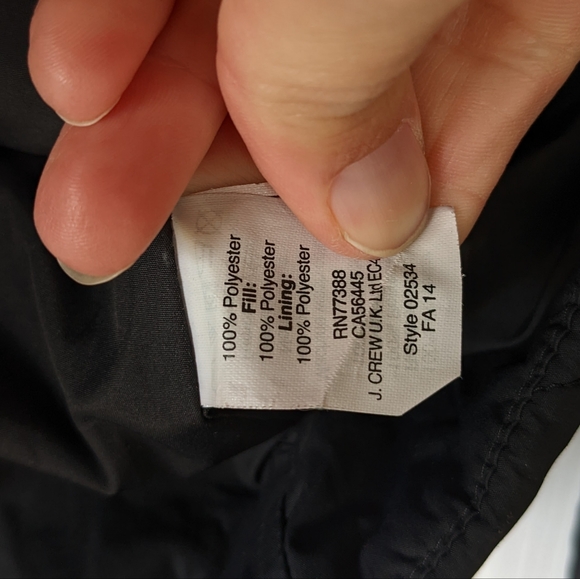 100% Polyester
Fill:
100% Polyester
Lining:
100% Polyester
RN77388
CA56445
J. CREW U.K. Ltd EC4
Style 02534
FA 14